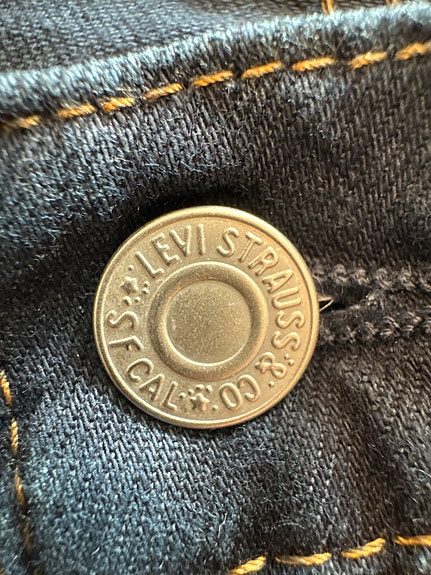 LEVI STRAUSS & CO. S F CAL